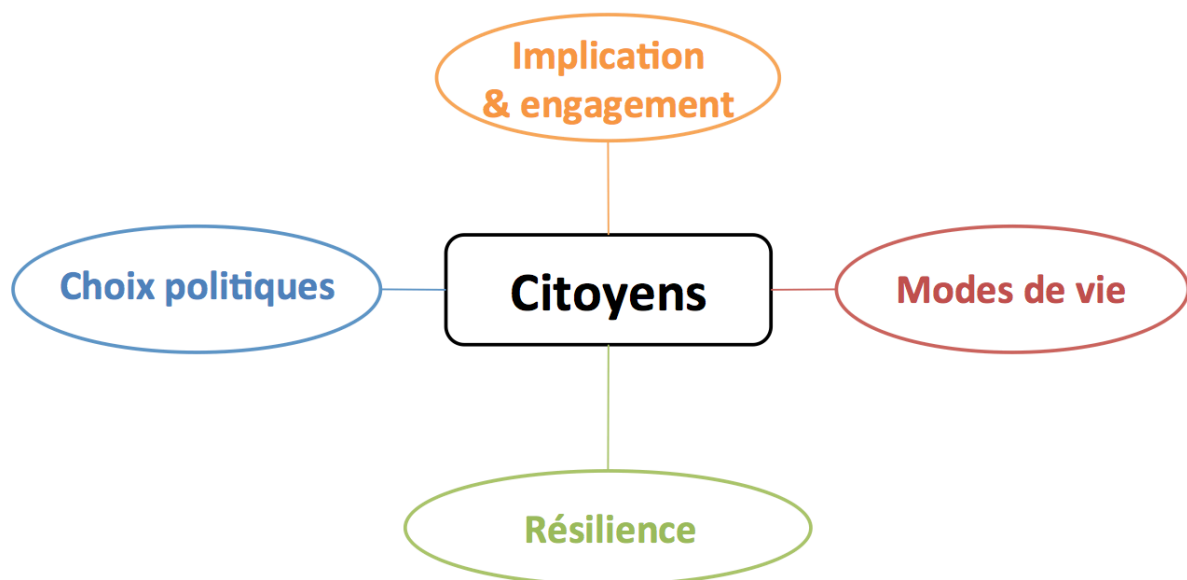 Implication
& engagement
Choix politiques
Citoyens
Modes de vie
Résilience